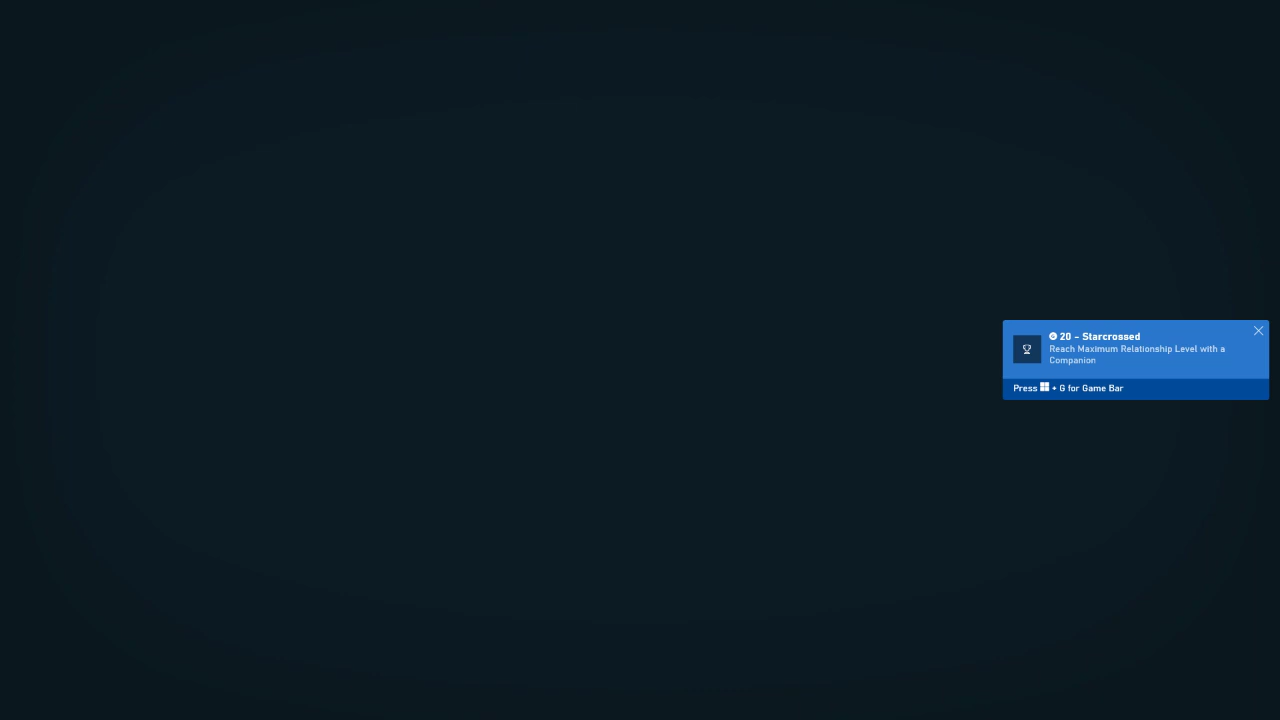 G 20 - Starcrossed
Reach Maximum Relationship Level with a
Companion
Press + G for Game Bar